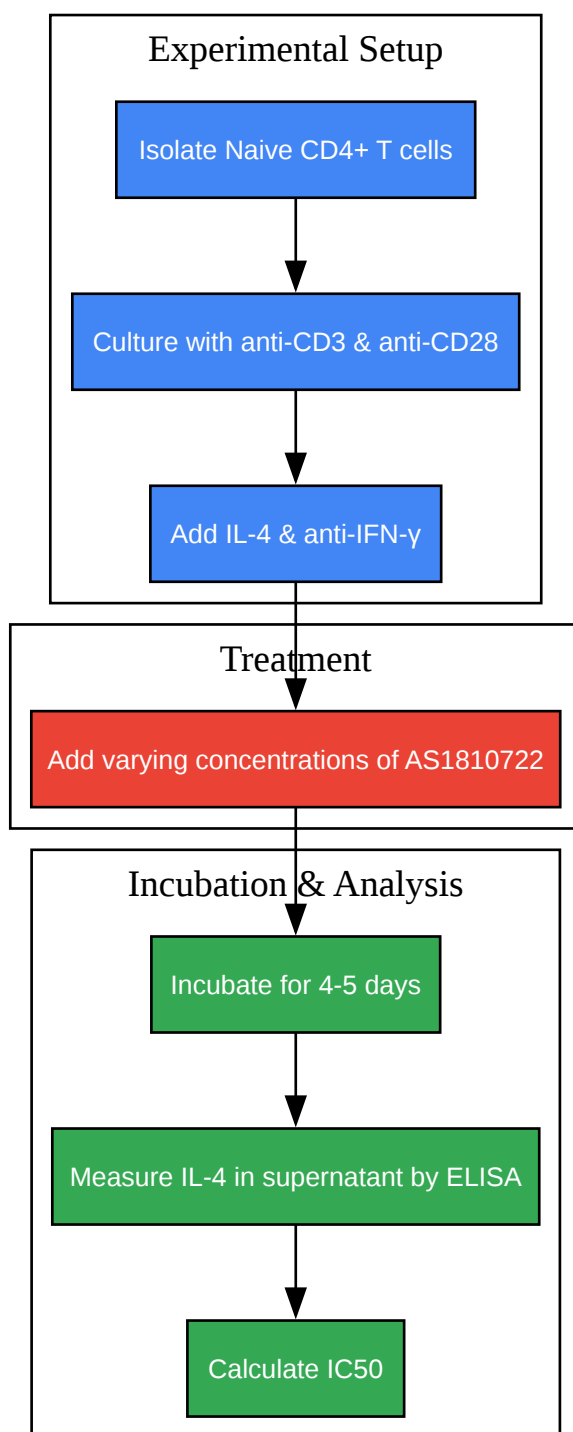 Experimental Setup
Isolate Naive CD4+ T cells
Culture with anti-CD3 & anti-CD28
Add IL-4 & anti-IFN-γ
Treatment
Add varying concentrations of AS1810722
Incubation & Analysis
Incubate for 4-5 days
Measure IL-4 in supernatant by ELISA
Calculate IC50